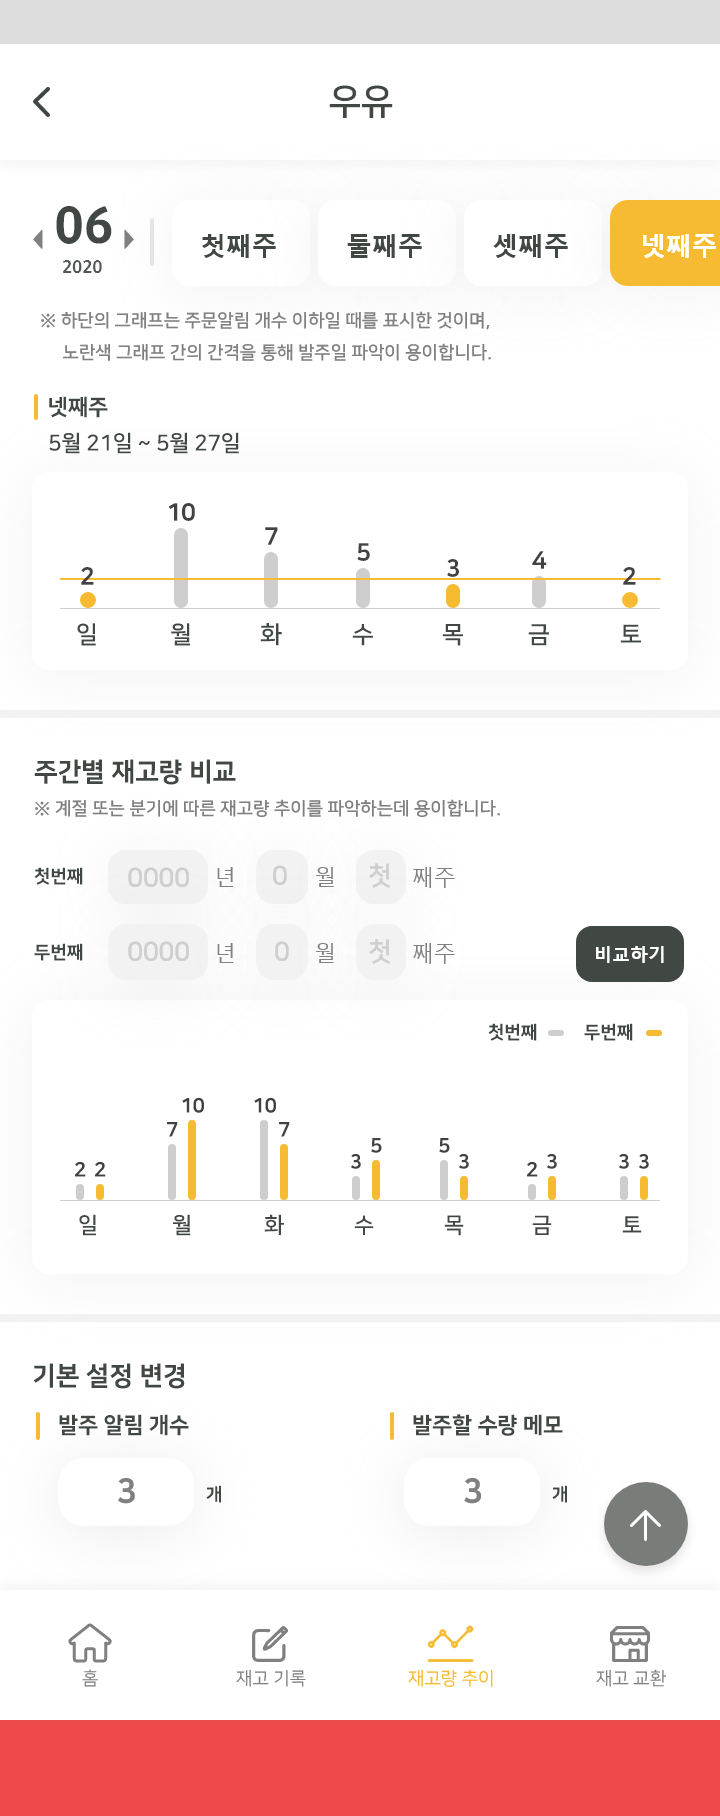 우유
06
2020
첫째주 둘째주 셋째주 넷째주
※ 하단의 그래프는 주문알림 개수 이하일 때를 표시한 것이며,
노란색 그래프 간의 간격을 통해 발주일 파악이 용이합니다.
넷째주
5월 21일 ~ 5월 27일
2 10 7 5 3 4 2
일 월 화 수 목 금 토
주간별 재고량 비교
※ 계절 또는 분기에 따른 재고량 추이를 파악하는데 용이합니다.
첫번째 0000 년 0 월 첫 째주
두번째 0000 년 0 월 첫 째주 비교하기
첫번째 두번째
2 2 7 10 10 7 3 5 5 3 2 3 3 3
일 월 화 수 목 금 토
기본 설정 변경
발주 알림 개수 발주할 수량 메모
3 개 3 개
홈 재고 기록 재고량 추이 재고 교환